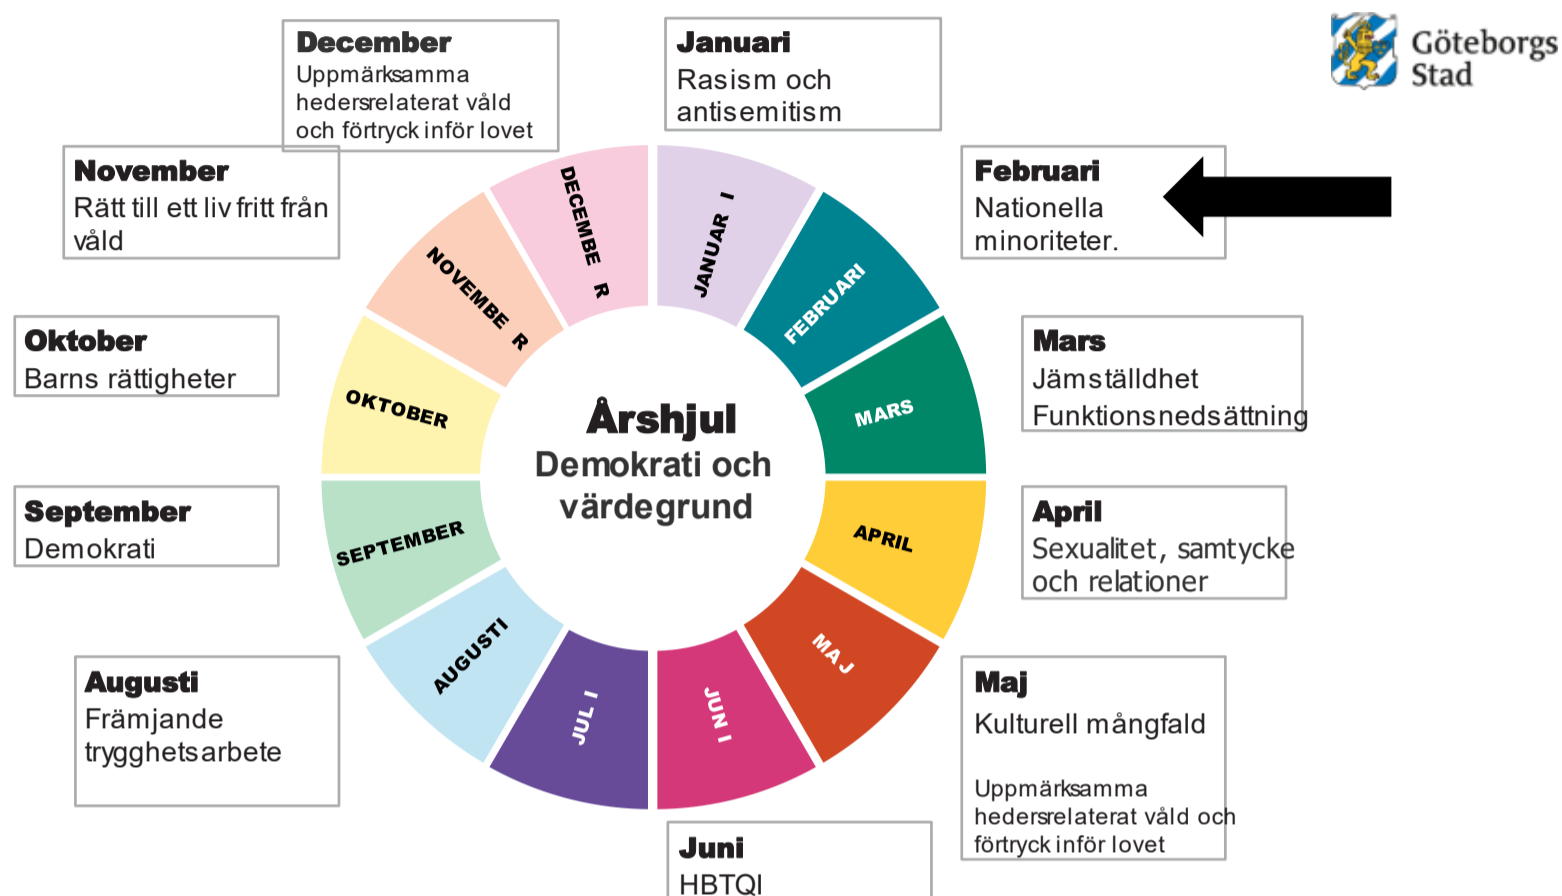 Göteborgs
Stad
December
Uppmärksamma
hedersrelaterat våld
och förtryck inför lovet
Januari
Rasism och
antisemitism
November
Rätt till ett liv fritt från
våld
Februari
Nationella
minoriteter.
Oktober
Barns rättigheter
Mars
Jämställdhet
Funktionsnedsättning
September
Demokrati
April
Sexualitet, samtycke
och relationer
Augusti
Främjande
trygghetsarbete
Maj
Kulturell mångfald
Uppmärksamma
hedersrelaterat våld och
förtryck inför lovet
Juni
HBTQI
Årshjul
Demokrati och
värdegrund
JANUAR I
FEBRUARI
MARS
APRIL
MAJ
JUN I
JUL I
AUGUSTI
SEPTEMBER
OKTOBER
NOVEMBE R
DECEMBE R